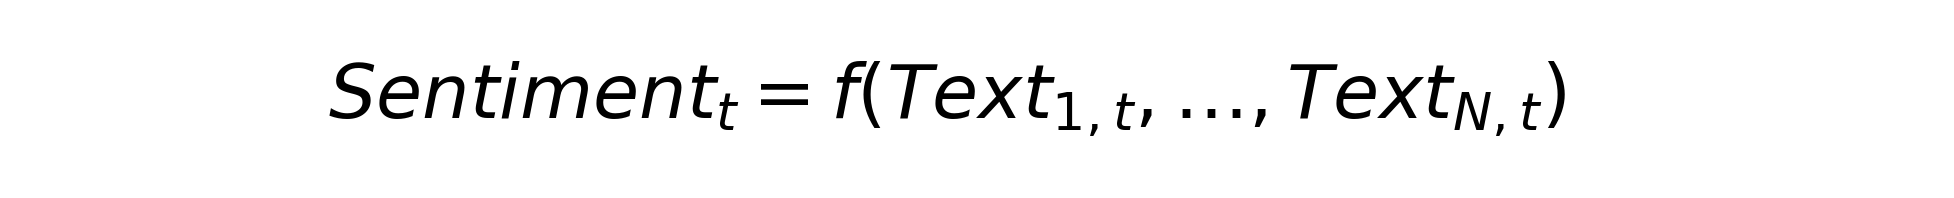 Sentiment_t = f(Text_{1,t}, ..., Text_{N,t})